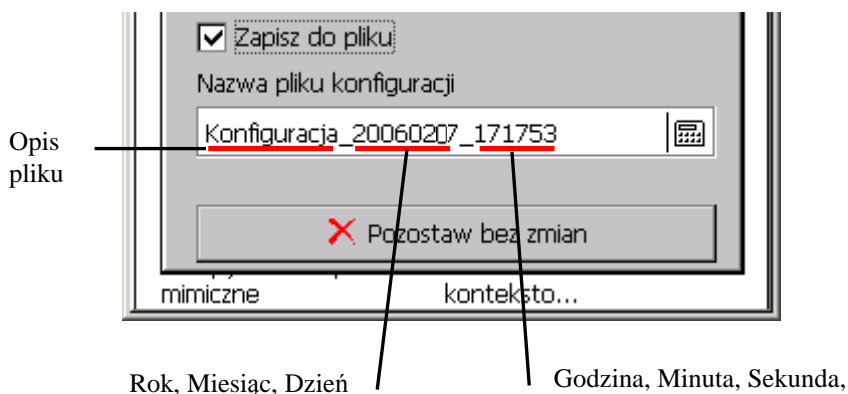 Zapisz do pliku
Nazwa pliku konfiguracji
Konfiguracja_20060207_171753
Opis
pliku
Pozostaw bez zmian
mimiczne konteksto...
Rok, Miesiąc, Dzień
Godzina, Minuta, Sekunda,